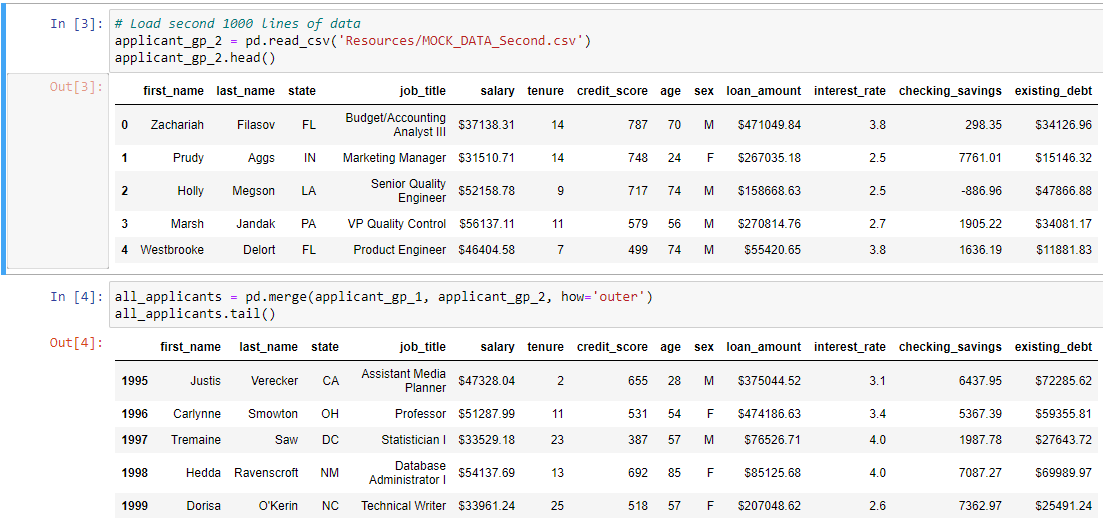 In [3]: # Load second 1000 lines of data
applicant_gp_2 = pd.read_csv('Resources/MOCK_DATA_Second.csv')
applicant_gp_2.head()
Out[3]:
first_name last_name state job_title salary tenure credit_score age sex loan_amount interest_rate checking_savings existing_debt
0 Zachariah Filasov FL Budget/Accounting Analyst III $37138.31 14 787 70 M $471049.84 3.8 298.35 $34126.96
1 Prudy Aggs IN Marketing Manager $31510.71 14 748 24 F $267035.18 2.5 7761.01 $15146.32
2 Holly Megson LA Senior Quality Engineer $52158.78 9 717 74 M $158668.63 2.5 -886.96 $47866.88
3 Marsh Jandak PA VP Quality Control $56137.11 11 579 56 M $270814.76 2.7 1905.22 $34081.17
4 Westbrooke Delort FL Product Engineer $46404.58 7 499 74 M $55420.65 3.8 1636.19 $11881.83
In [4]: all_applicants = pd.merge(applicant_gp_1, applicant_gp_2, how='outer')
all_applicants.tail()
Out[4]:
first_name last_name state job_title salary tenure credit_score age sex loan_amount interest_rate checking_savings existing_debt
1995 Justis Verecker CA Assistant Media Planner $47328.04 2 655 28 M $375044.52 3.1 6437.95 $72285.62
1996 Carlynne Smowton OH Professor $51287.99 11 531 54 F $474186.63 3.4 5367.39 $59355.81
1997 Tremaine Saw DC Statistician I $33529.18 23 387 57 M $76526.71 4.0 1987.78 $27643.72
1998 Hedda Ravenscroft NM Database Administrator I $54137.69 13 692 85 F $85125.68 4.0 7087.27 $69989.97
1999 Dorisa O'Kerin NC Technical Writer $33961.24 25 518 57 F $207048.62 2.6 7362.97 $25491.24